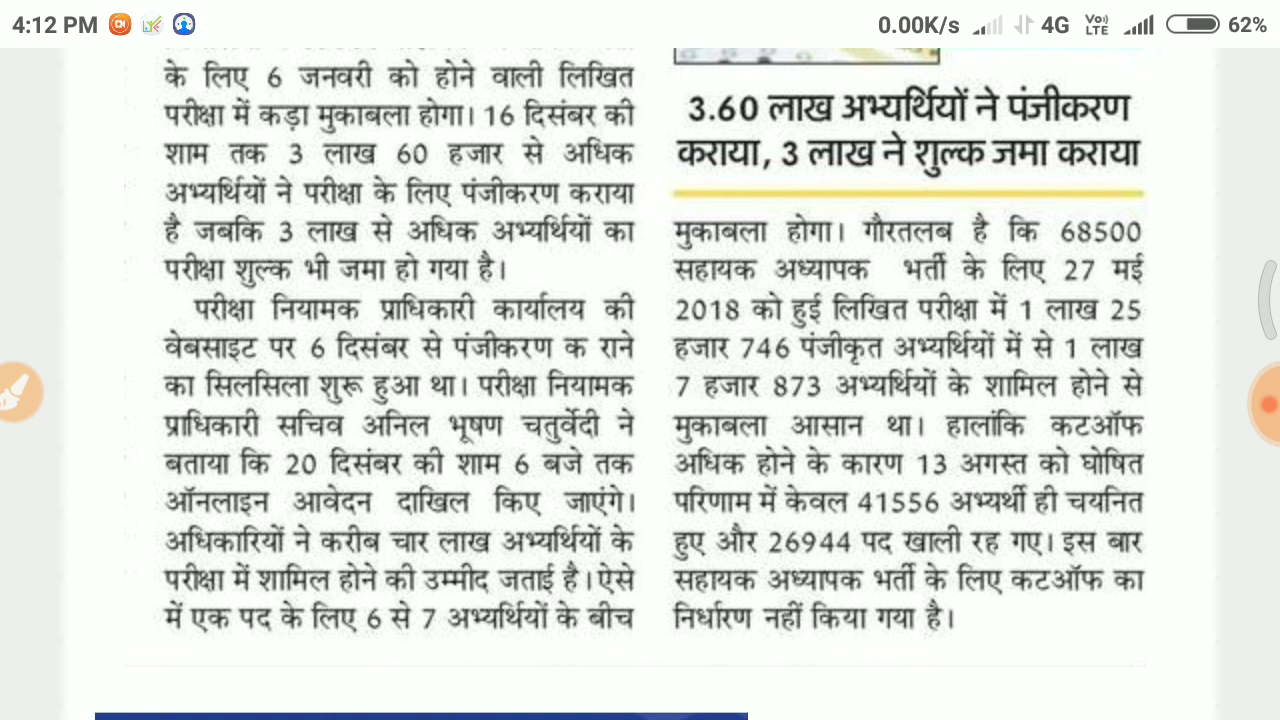 4:12 PM
0.00K/s 4G VoLTE 62%
के लिए 6 जनवरी को होने वाली लिखित
परीक्षा में कड़ा मुकाबला होगा। 16 दिसंबर की
शाम तक 3 लाख 60 हजार से अधिक
अभ्यर्थियों ने परीक्षा के लिए पंजीकरण कराया
है जबकि 3 लाख से अधिक अभ्यर्थियों का
परीक्षा शुल्क भी जमा हो गया है।
परीक्षा नियामक प्राधिकारी कार्यालय की
वेबसाइट पर 6 दिसंबर से पंजीकरण क राने
का सिलसिला शुरू हुआ था। परीक्षा नियामक
प्राधिकारी सचिव अनिल भूषण चतुर्वेदी ने
बताया कि 20 दिसंबर की शाम 6 बजे तक
ऑनलाइन आवेदन दाखिल किए जाएंगे।
अधिकारियों ने करीब चार लाख अभ्यर्थियों के
परीक्षा में शामिल होने की उम्मीद जताई है। ऐसे
में एक पद के लिए 6 से 7 अभ्यर्थियों के बीच
3.60 लाख अभ्यर्थियों ने पंजीकरण
कराया, 3 लाख ने शुल्क जमा कराया
मुकाबला होगा। गौरतलब है कि 68500
सहायक अध्यापक भर्ती के लिए 27 मई
2018 को हुई लिखित परीक्षा में 1 लाख 25
हजार 746 पंजीकृत अभ्यर्थियों में से 1 लाख
7 हजार 873 अभ्यर्थियों के शामिल होने से
मुकाबला आसान था। हालांकि कटऑफ
अधिक होने के कारण 13 अगस्त को घोषित
परिणाम में केवल 41556 अभ्यर्थी ही चयनित
हुए और 26944 पद खाली रह गए। इस बार
सहायक अध्यापक भर्ती के लिए कटऑफ का
निर्धारण नहीं किया गया है।